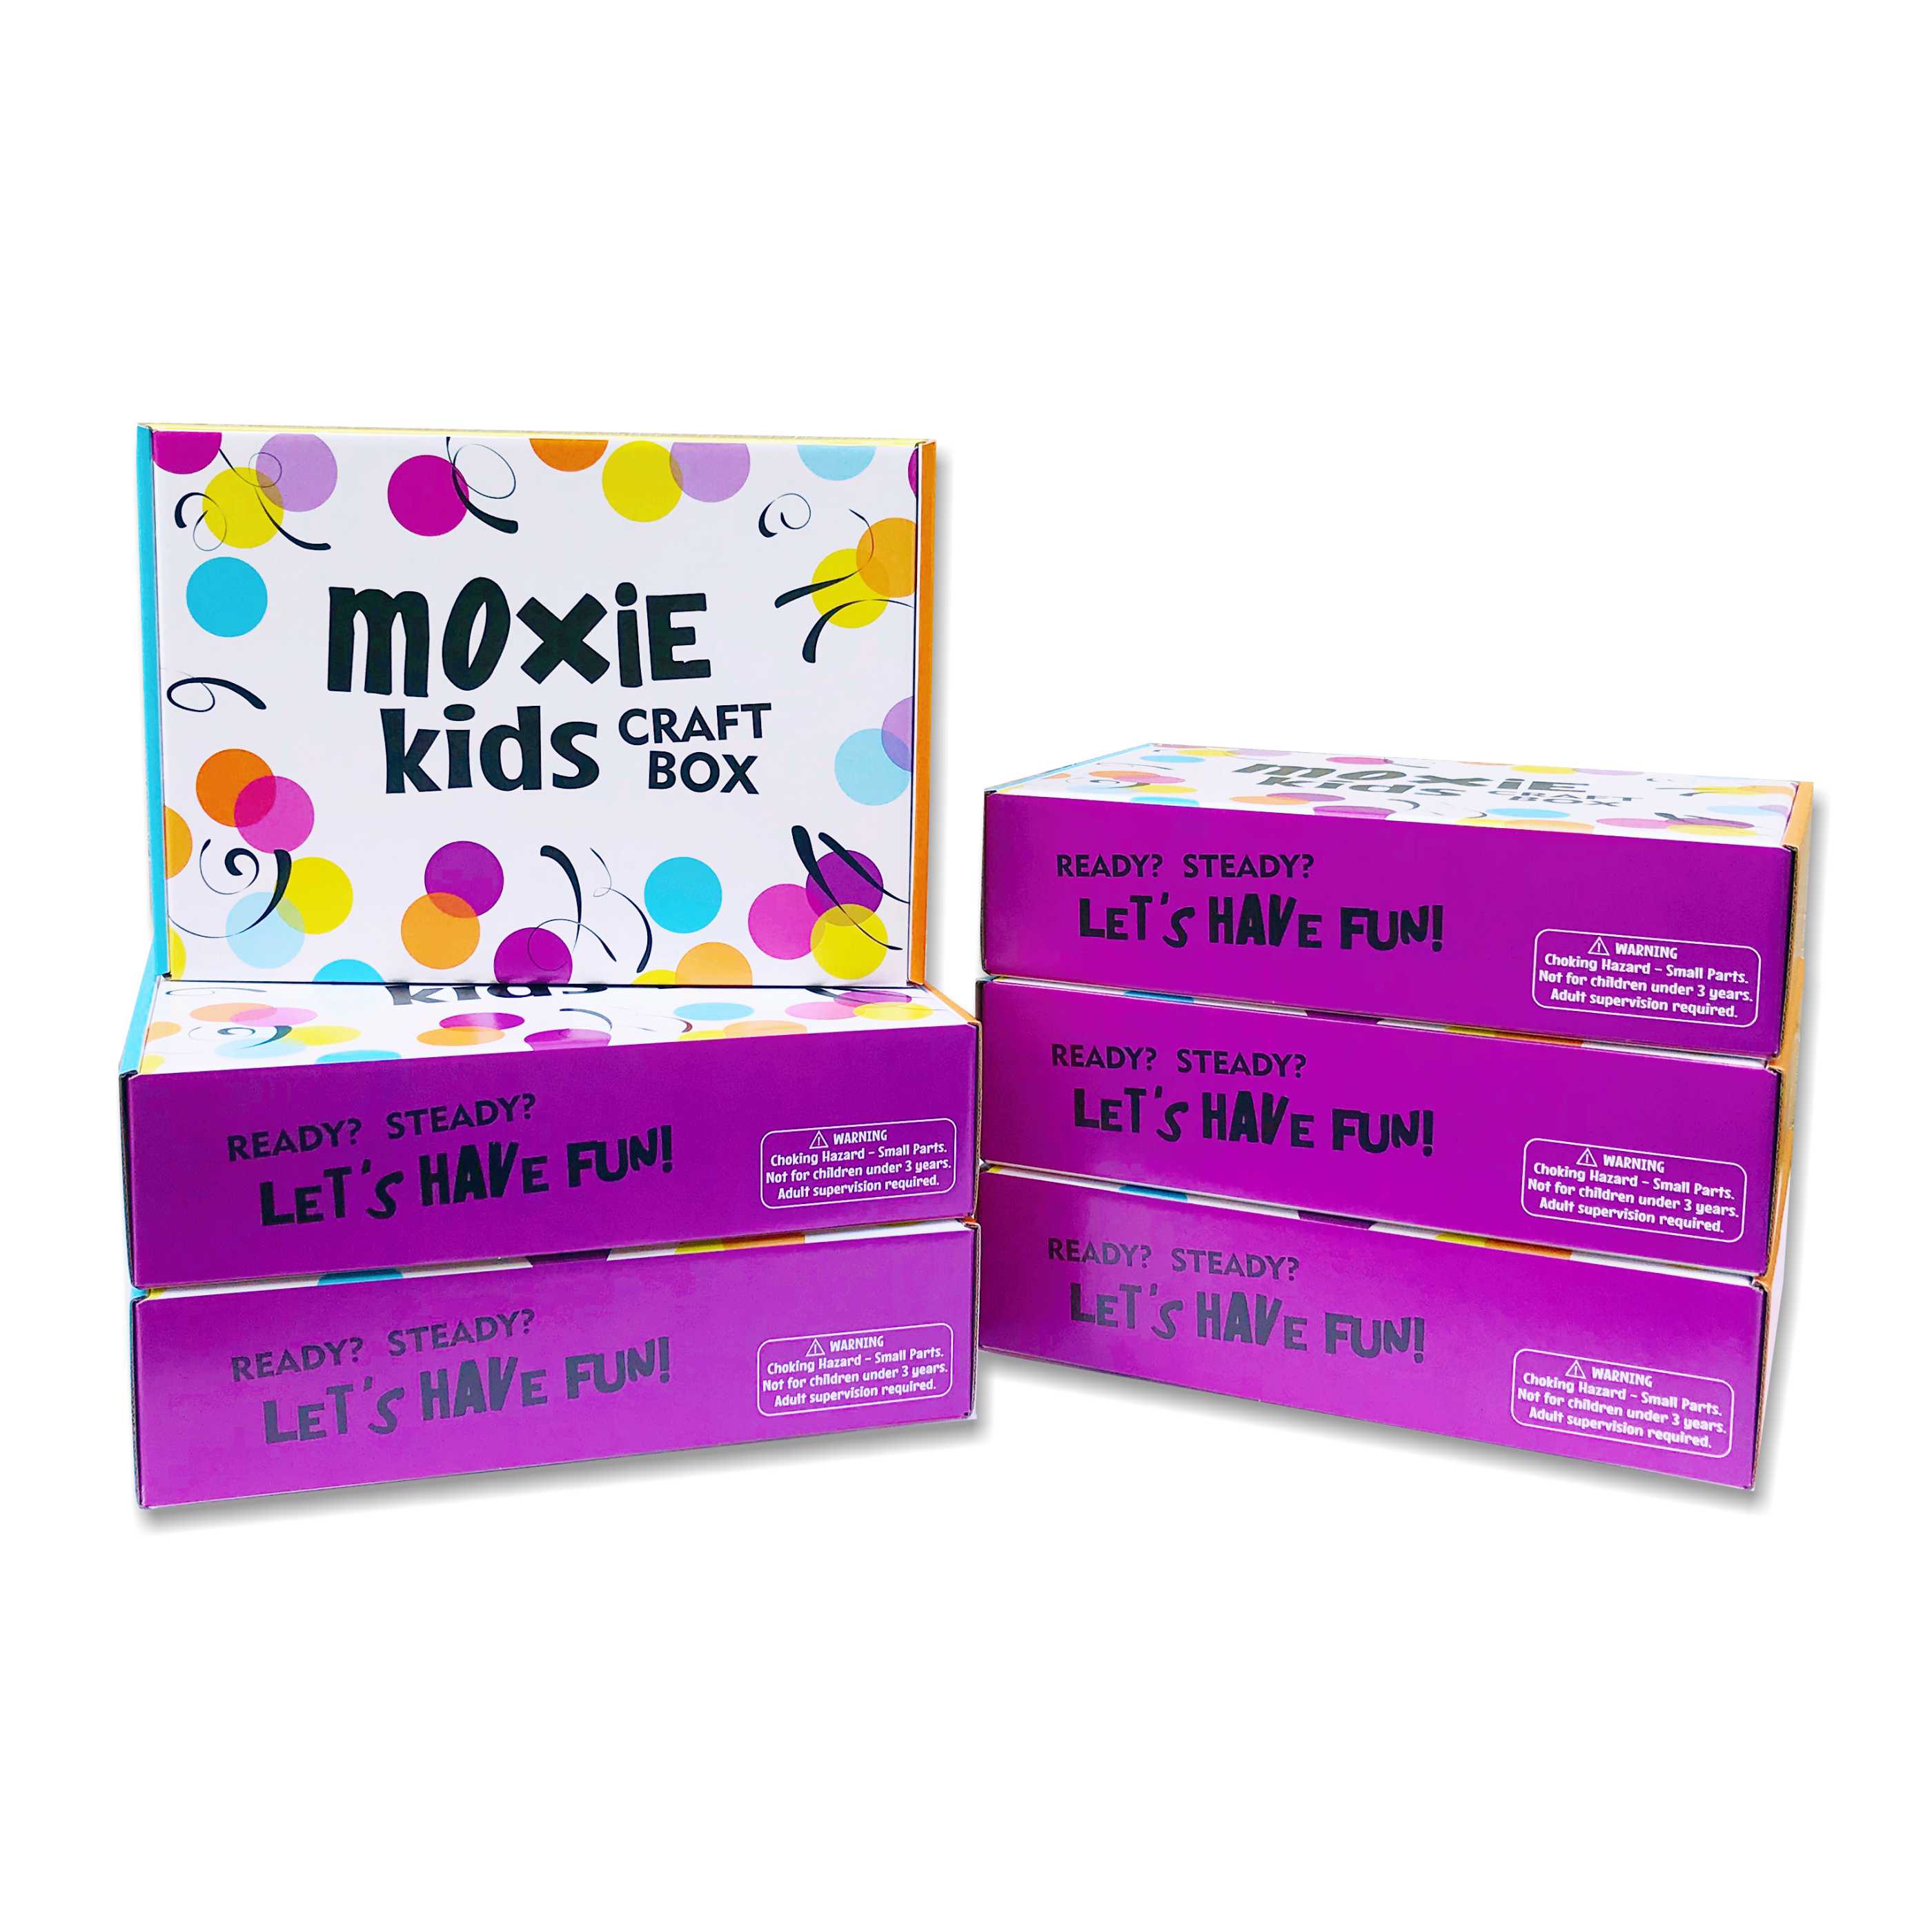 mOxiE
kids CRAFT
BOX
kids
READY? STEADY?
LET'S HAVE FUN!
⚠ WARNING
Choking Hazard – Small Parts.
Not for children under 3 years.
Adult supervision required.
READY? STEADY?
LET'S HAVE FUN!
⚠ WARNING
Choking Hazard – Small Parts.
Not for children under 3 years.
Adult supervision required.
mOxiE
kids CRAFT
BOX
READY? STEADY?
LET'S HAVE FUN!
⚠ WARNING
Choking Hazard – Small Parts.
Not for children under 3 years.
Adult supervision required.
READY? STEADY?
LET'S HAVE FUN!
⚠ WARNING
Choking Hazard – Small Parts.
Not for children under 3 years.
Adult supervision required.
READY? STEADY?
LET'S HAVE FUN!
⚠ WARNING
Choking Hazard – Small Parts.
Not for children under 3 years.
Adult supervision required.